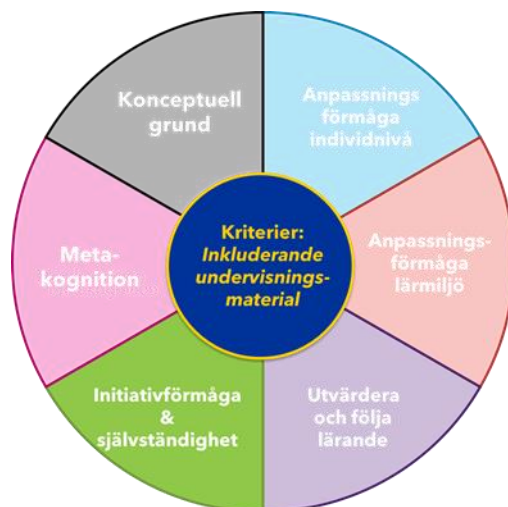 Konceptuell
grund
Anpassnings
förmåga
individnivå
Meta-
kognition
Kriterier:
Inkluderande
undervisnings-
material
Anpassnings-
förmåga
lärmiljö
Initiativförmåga
&
självständighet
Utvärdera
och följa
lärande